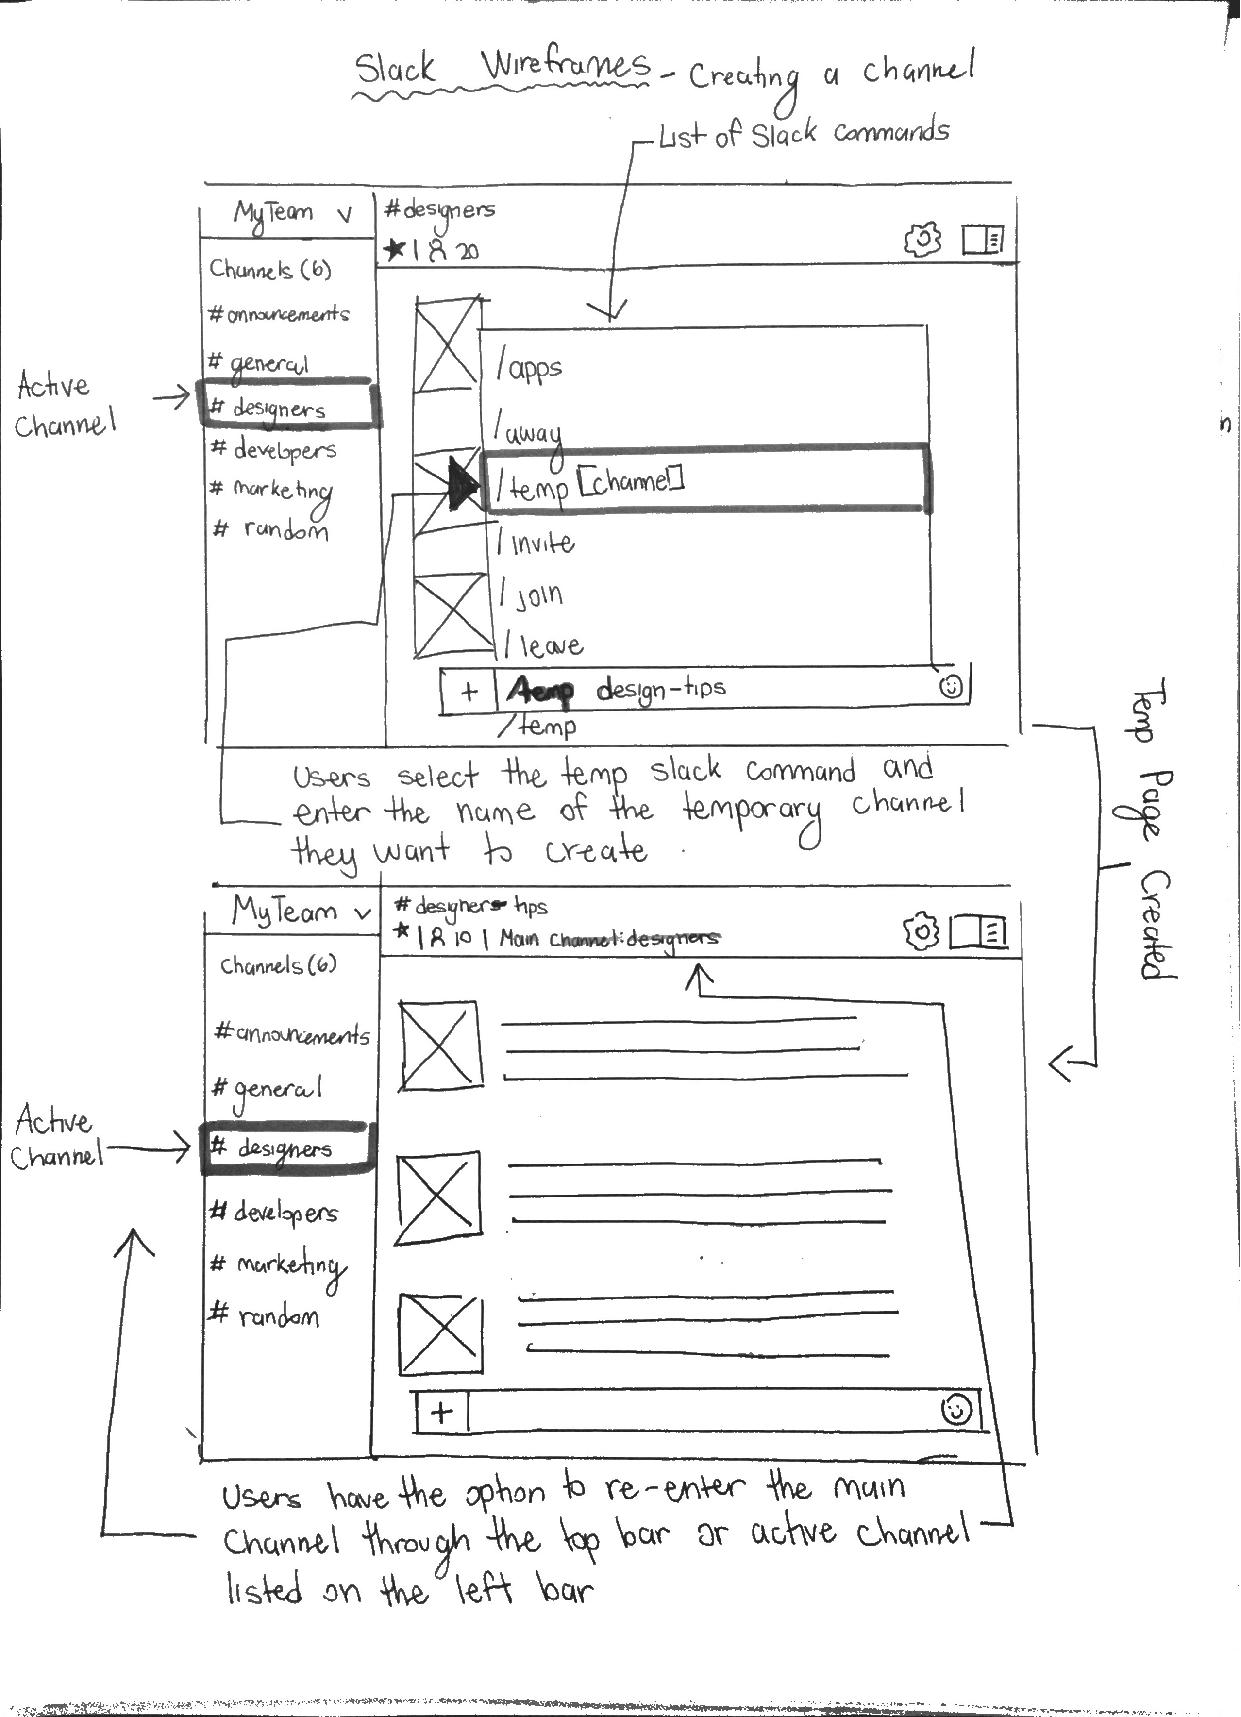 Slack Wireframes - Creating a channel
List of Slack commands
MyTeam v
#designers
20
Channels (6)
#announcements
# general
# designers
# developers
# marketing
# random
Active
Channel
/apps
/away
/temp [channel]
/invite
/join
/leave
+ /temp design-tips
/temp
Users select the temp slack command and
enter the name of the temporary channel
they want to create.
Temp Page Created
MyTeam v
# designers tips
10 | Main channel: designers
Channels (6)
#announcements
# general
# designers
# developers
# marketing
# random
Active
Channel
+
Users have the option to re-enter the main
Channel through the top bar or active channel
listed on the left bar
n